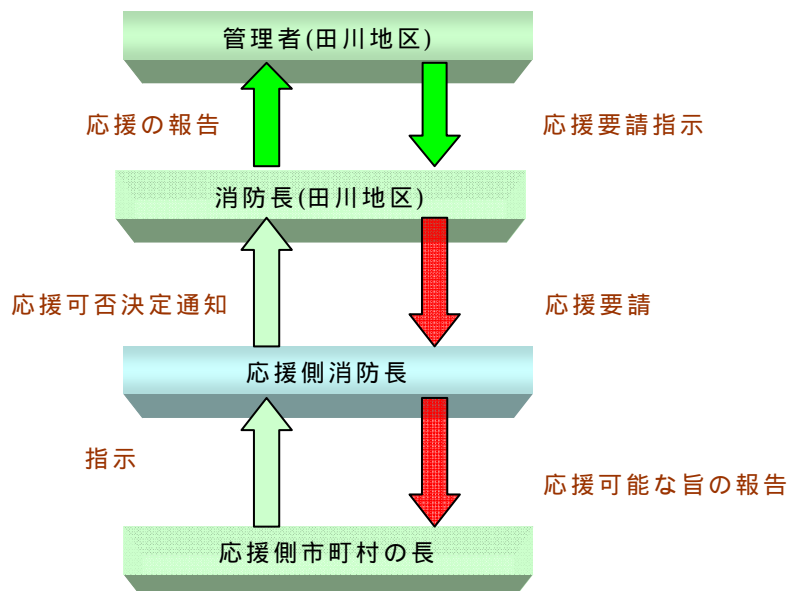 管理者(田川地区)
応援の報告
応援要請指示
消防長(田川地区)
応援可否決定通知
応援要請
応援側消防長
指示
応援可能な旨の報告
応援側市町村の長